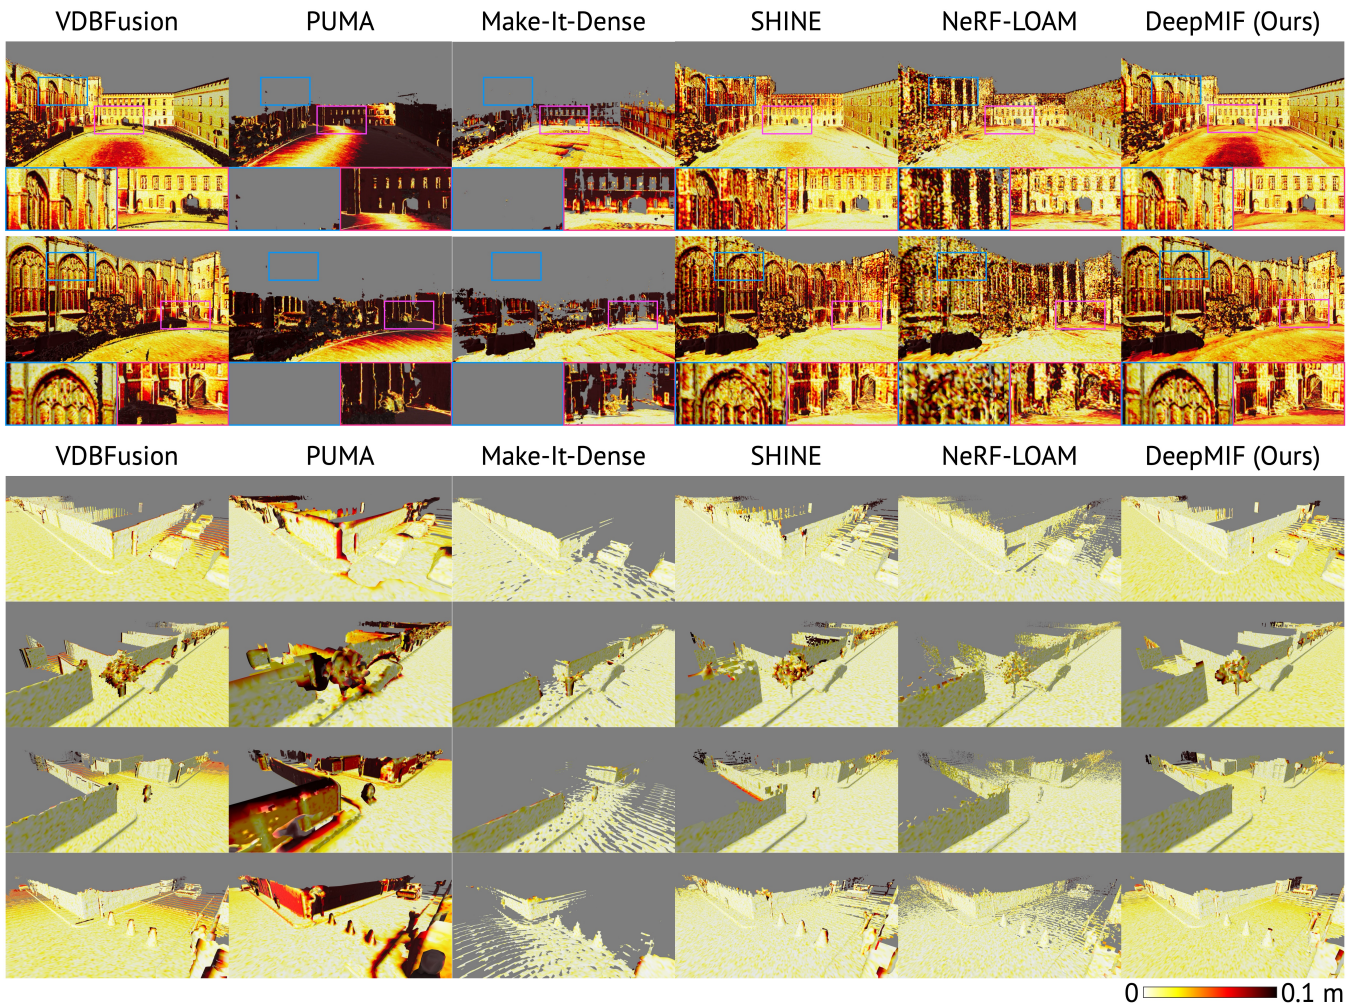 VDBFusion PUMA Make-It-Dense SHINE NeRF-LOAM DeepMIF (Ours)
VDBFusion PUMA Make-It-Dense SHINE NeRF-LOAM DeepMIF (Ours)
0 0.1 m